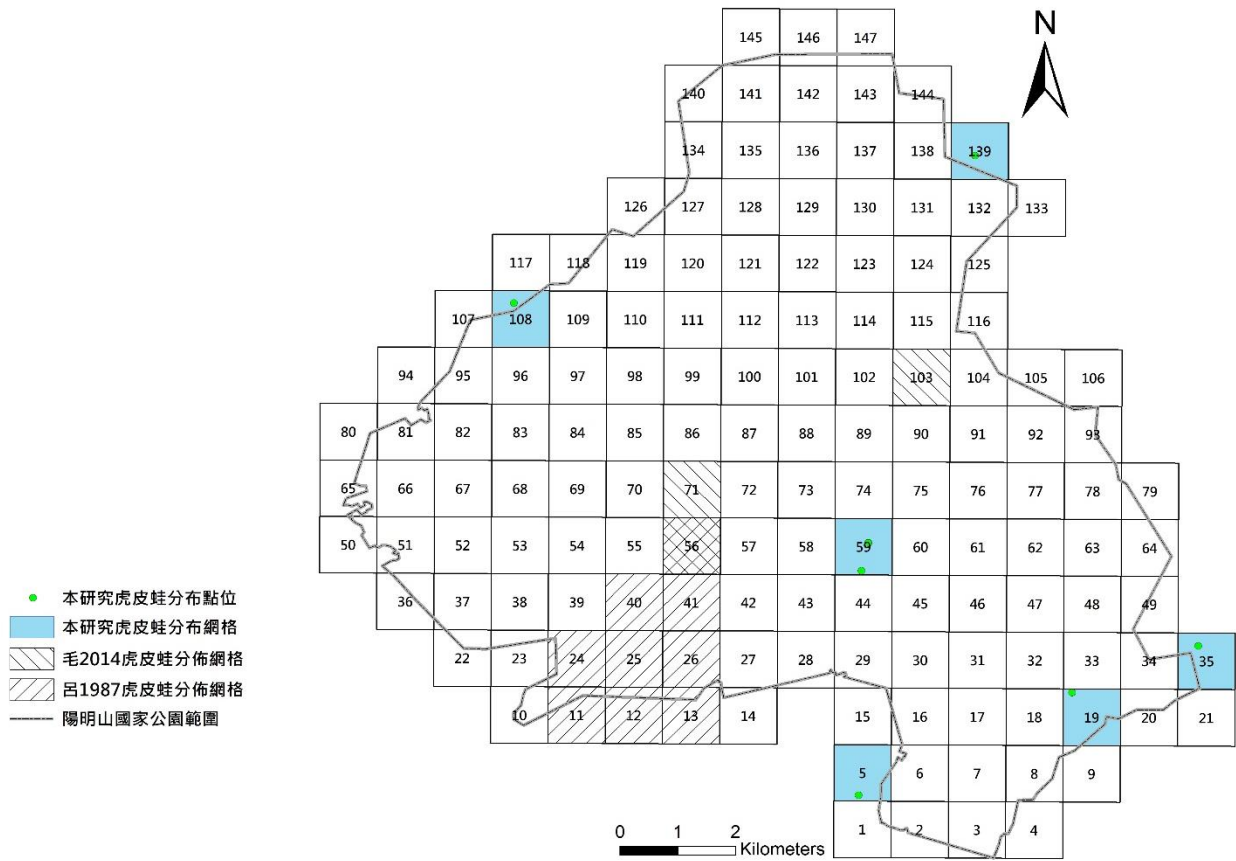 145 146 147
N
140 141 142 143 144
134 135 136 137 138 139
126 127 128 129 130 131 132 133
117 118 119 120 121 122 123 124 125
107 108 109 110 111 112 113 114 115 116
94 95 96 97 98 99 100 101 102 103 104 105 106
80 81 82 83 84 85 86 87 88 89 90 91 92 93
65 66 67 68 69 70 71 72 73 74 75 76 77 78 79
50 51 52 53 54 55 56 57 58 59 60 61 62 63 64
36 37 38 39 40 41 42 43 44 45 46 47 48 49
22 23 24 25 26 27 28 29 30 31 32 33 34 35
10 11 12 13 14 15 16 17 18 19 20 21
5 6 7 8 9
1 2 3 4
本研究虎皮蛙分布點位
本研究虎皮蛙分布網格
毛2014虎皮蛙分佈網格
呂1987虎皮蛙分佈網格
陽明山國家公園範圍
0 1 2
Kilometers